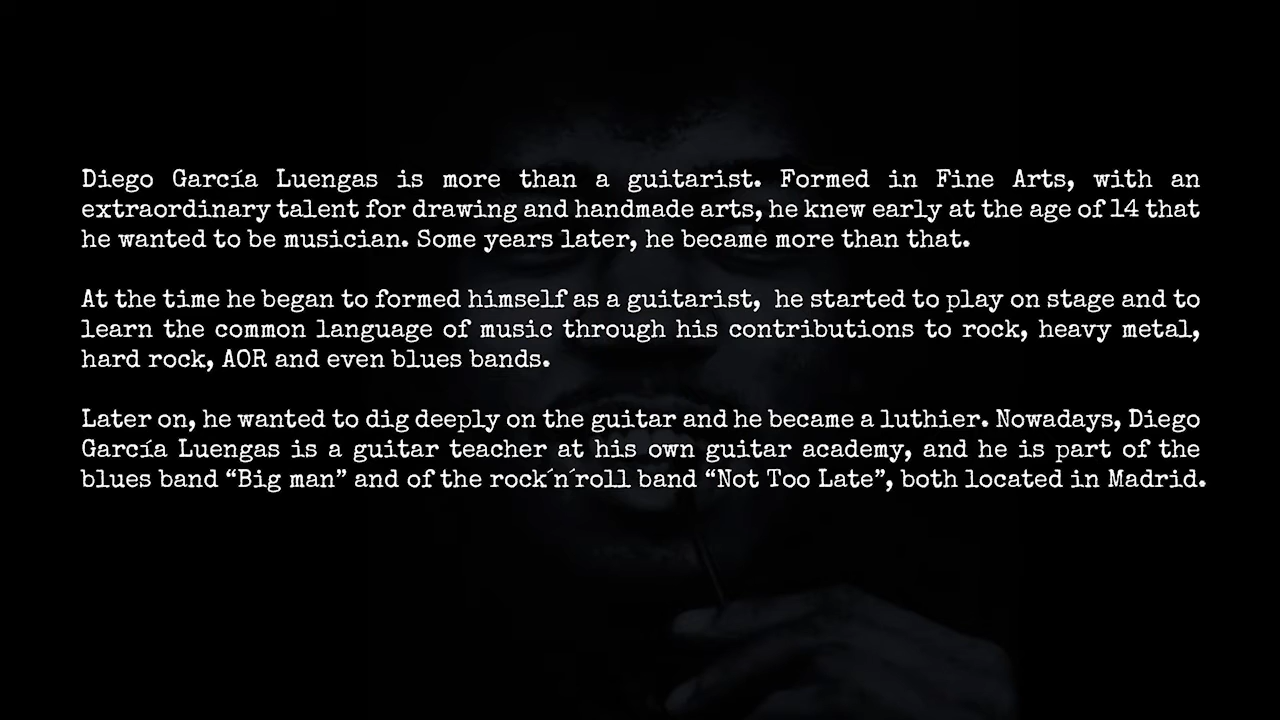 Diego García Luengas is more than a guitarist. Formed in Fine Arts, with an
extraordinary talent for drawing and handmade arts, he knew early at the age of 14 that
he wanted to be musician. Some years later, he became more than that.
At the time he began to formed himself as a guitarist, he started to play on stage and to
learn the common language of music through his contributions to rock, heavy metal,
hard rock, AOR and even blues bands.
Later on, he wanted to dig deeply on the guitar and he became a luthier. Nowadays, Diego
García Luengas is a guitar teacher at his own guitar academy, and he is part of the
blues band “Big man” and of the rock´n´roll band “Not Too Late”, both located in Madrid.